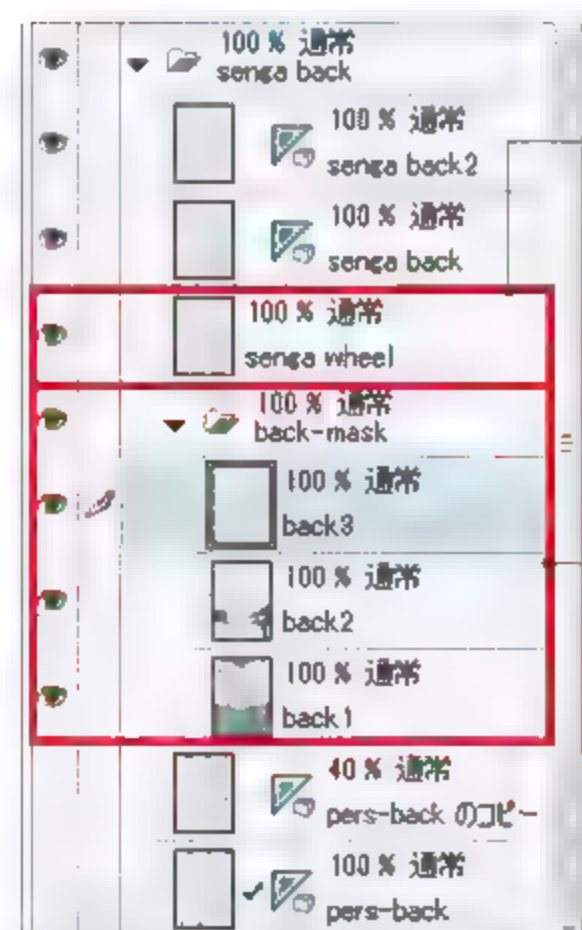 100 % 通常
senga back
100 % 通常
senga back2
100 % 通常
senga back
100 % 通常
senga wheel
100 % 通常
back-mask
100 % 通常
back3
100 % 通常
back2
100 % 通常
back1
40 % 通常
pers-back のコピー
100 % 通常
pers-back